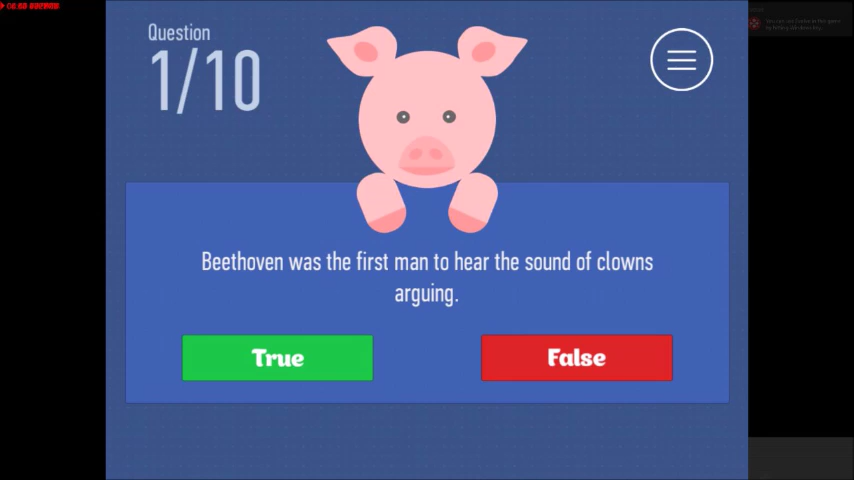 Question
1/10
Beethoven was the first man to hear the sound of clowns
arguing.
True
False